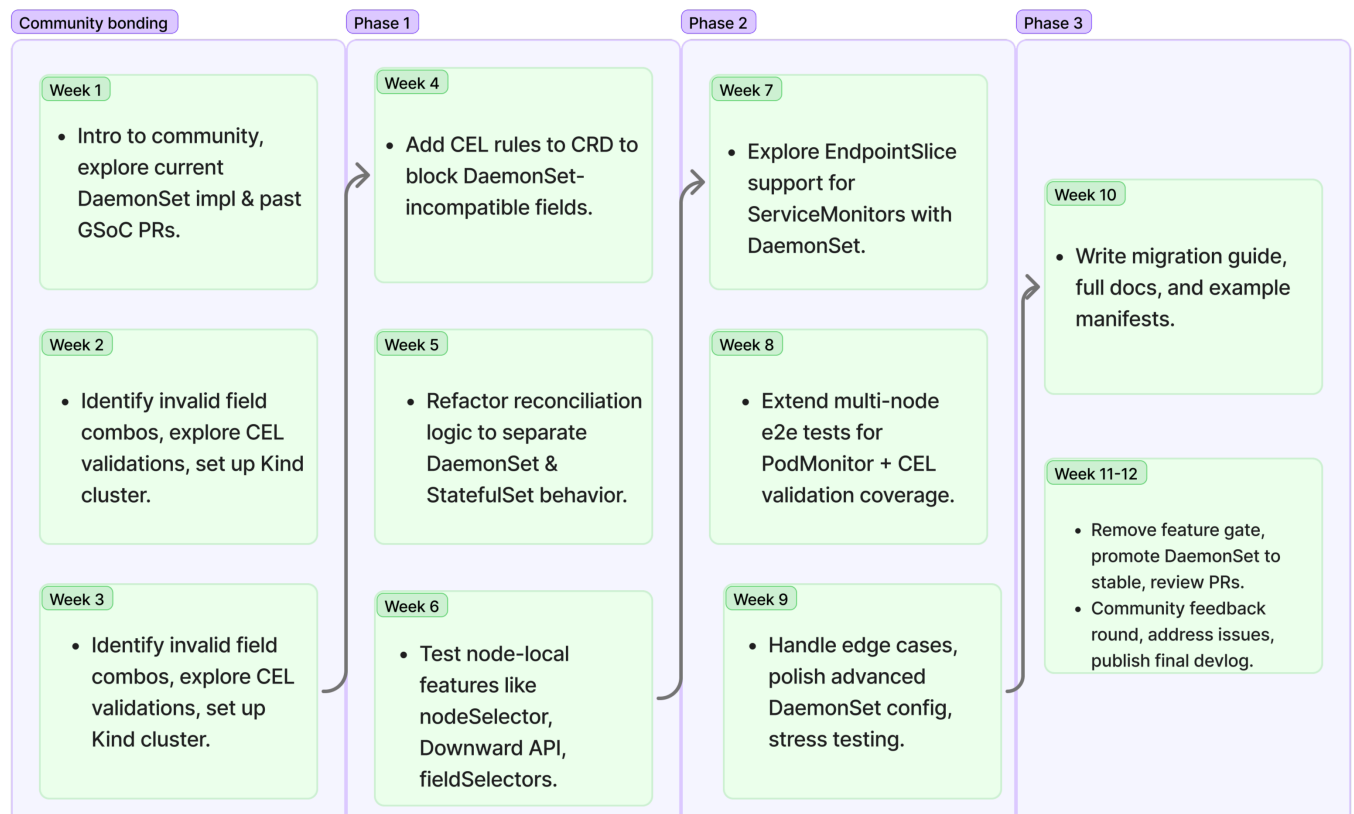 Community bonding
Week 1
• Intro to community,
explore current
DaemonSet impl & past
GSoC PRs.
Week 2
• Identify invalid field
combos, explore CEL
validations, set up Kind
cluster.
Week 3
• Identify invalid field
combos, explore CEL
validations, set up
Kind cluster.
Phase 1
Week 4
• Add CEL rules to CRD to
block DaemonSet-
incompatible fields.
Week 5
• Refactor reconciliation
logic to separate
DaemonSet &
StatefulSet behavior.
Week 6
• Test node-local
features like
nodeSelector,
Downward API,
fieldSelectors.
Phase 2
Week 7
• Explore EndpointSlice
support for
ServiceMonitors with
DaemonSet.
Week 8
• Extend multi-node
e2e tests for
PodMonitor + CEL
validation coverage.
Week 9
• Handle edge cases,
polish advanced
DaemonSet config,
stress testing.
Phase 3
Week 10
• Write migration guide,
full docs, and example
manifests.
Week 11-12
• Remove feature gate,
promote DaemonSet to
stable, review PRs.
• Community feedback
round, address issues,
publish final devlog.